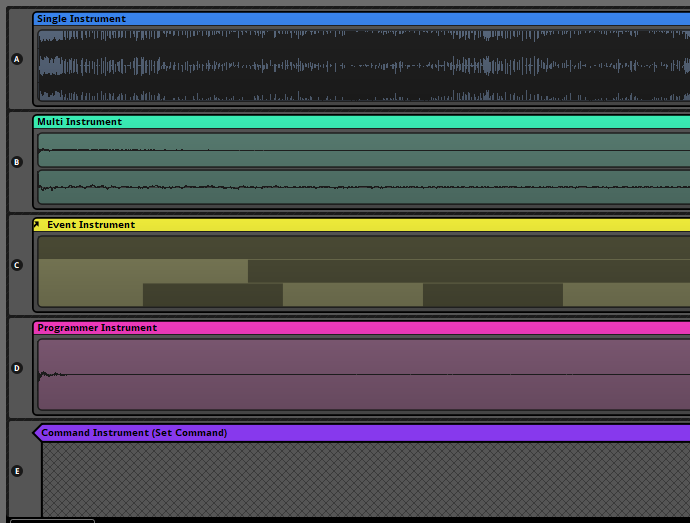 Single Instrument
A
Multi Instrument
B
Event Instrument
C
Programmer Instrument
D
Command Instrument (Set Command)
E